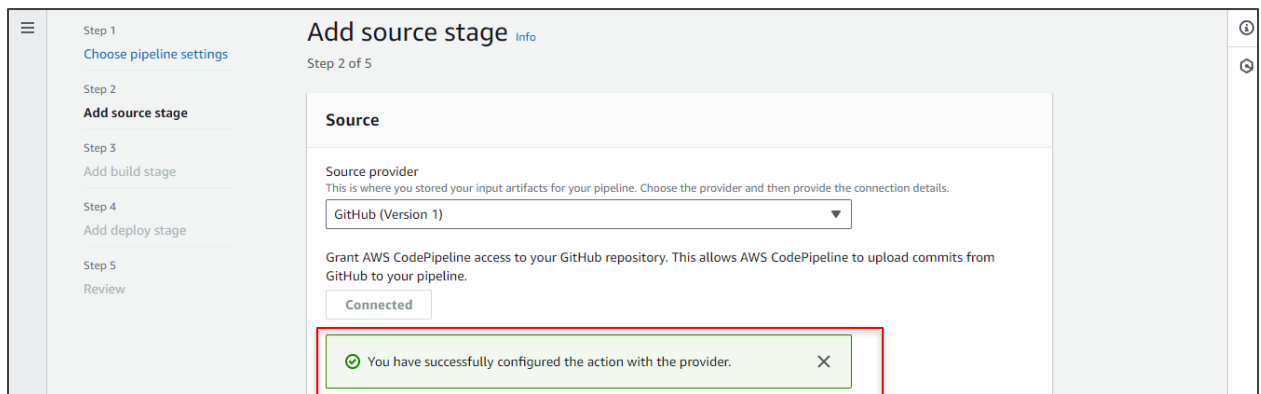 Step 1
Choose pipeline settings
Step 2
Add source stage
Step 3
Add build stage
Step 4
Add deploy stage
Step 5
Review
Add source stage Info
Step 2 of 5
Source
Source provider
This is where you stored your input artifacts for your pipeline. Choose the provider and then provide the connection details.
GitHub (Version 1)
Grant AWS CodePipeline access to your GitHub repository. This allows AWS CodePipeline to upload commits from
GitHub to your pipeline.
Connected
You have successfully configured the action with the provider.